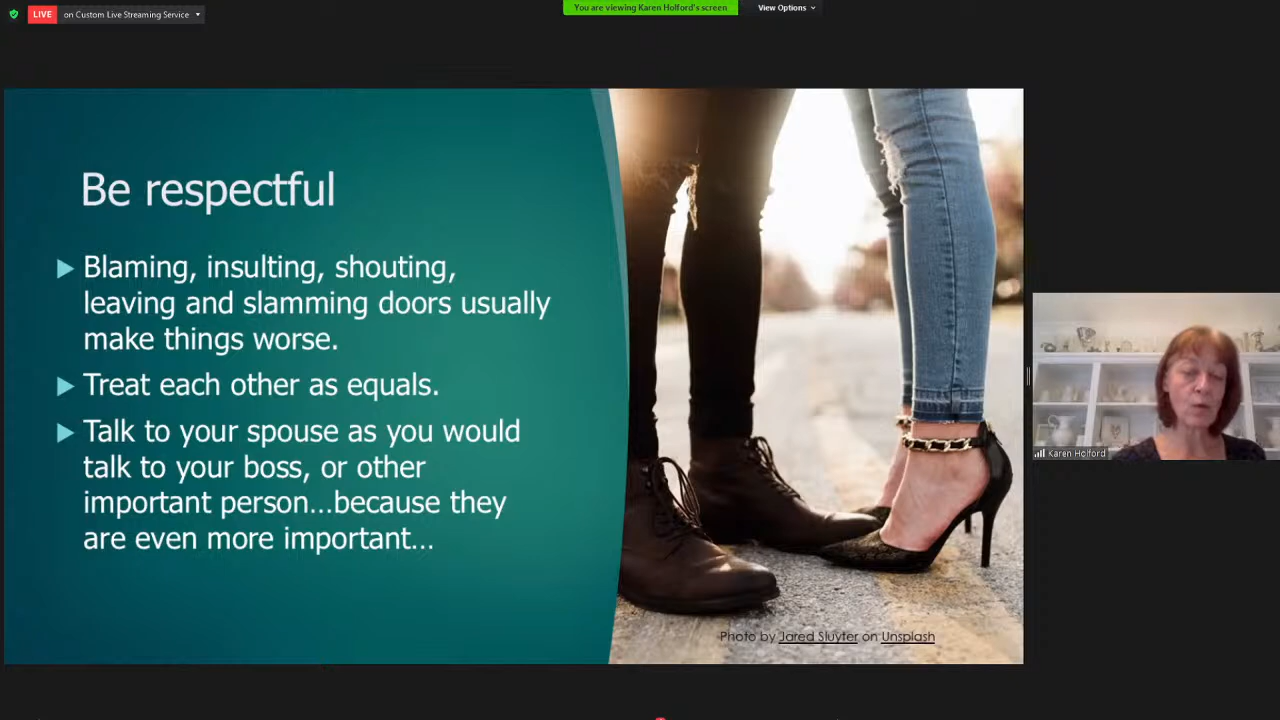 LIVE on Custom Live Streaming Service
You are viewing Karen Holford's screen
View Options
Be respectful
Blaming, insulting, shouting,
leaving and slamming doors usually
make things worse.
Treat each other as equals.
Talk to your spouse as you would
talk to your boss, or other
important person...because they
are even more important...
Photo by Jared Sluyter on Unsplash
Karen Holford